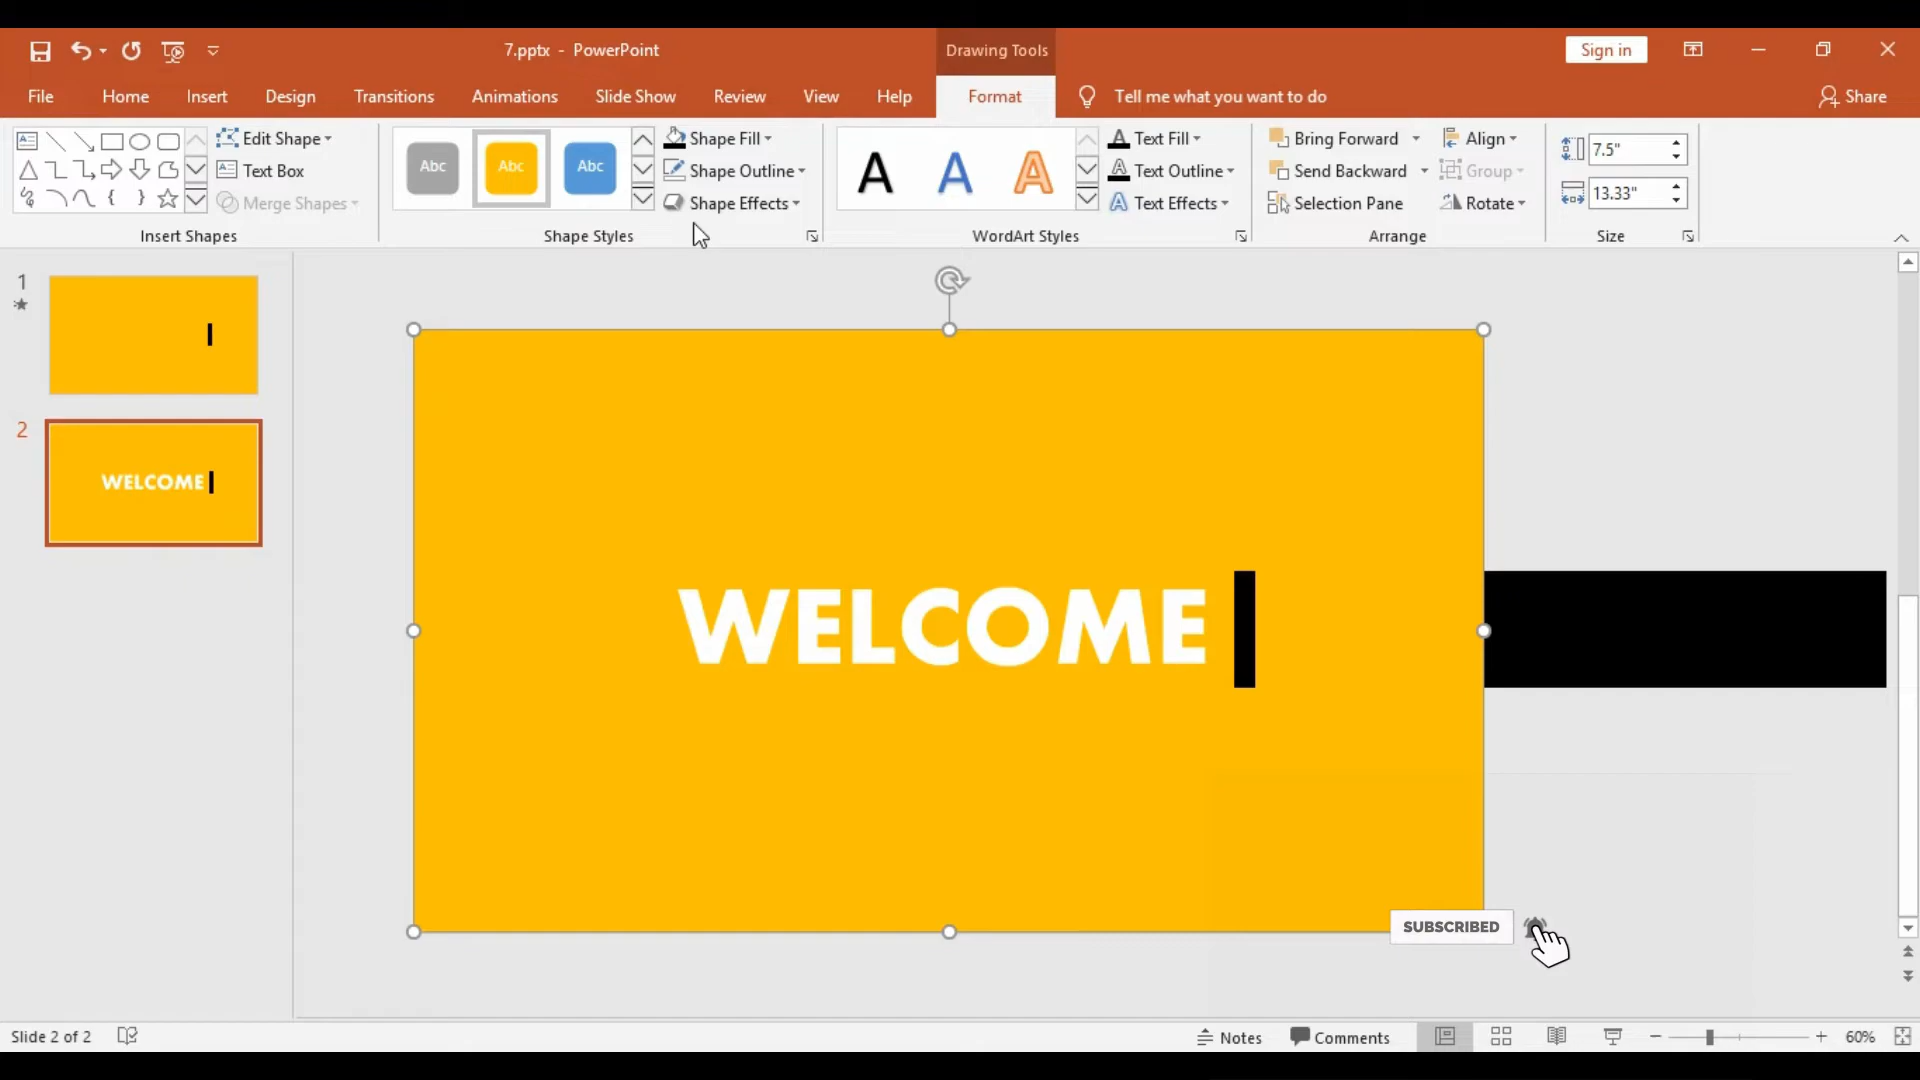 7.pptx - PowerPoint
Drawing Tools
Sign in
File Home Insert Design Transitions Animations Slide Show Review View Help Format Tell me what you want to do Share
Edit Shape
Text Box
Merge Shapes
Insert Shapes
Abc Abc Abc
Shape Fill
Shape Outline
Shape Effects
Shape Styles
A A A
Text Fill
Text Outline
Text Effects
WordArt Styles
Bring Forward
Send Backward
Selection Pane
Align
Group
Rotate
Arrange
7.5"
13.33"
Size
1
2
WELCOME
WELCOME
SUBSCRIBED
Slide 2 of 2
Notes
Comments
60%